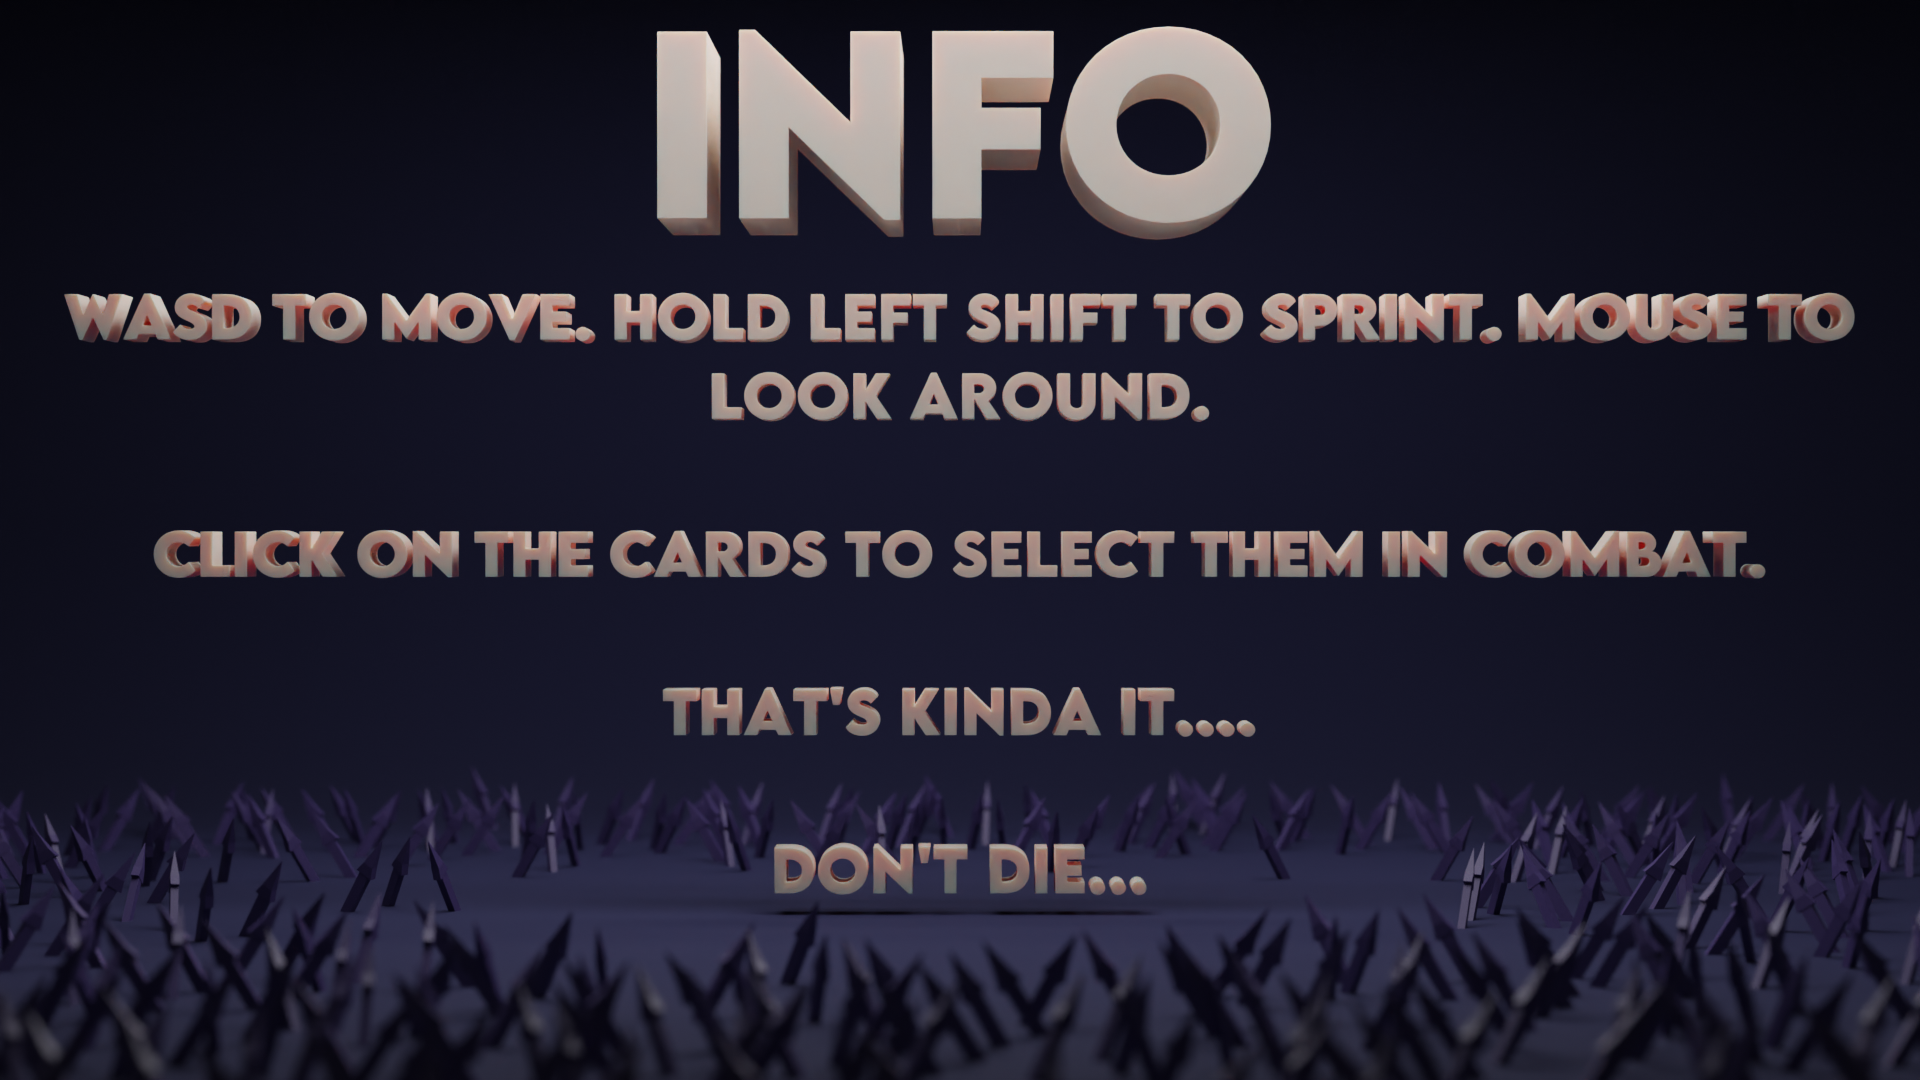 INFO
WASD TO MOVE. HOLD LEFT SHIFT TO SPRINT. MOUSE TO
LOOK AROUND.
CLICK ON THE CARDS TO SELECT THEM IN COMBAT.
THAT'S KINDA IT....
DON'T DIE...